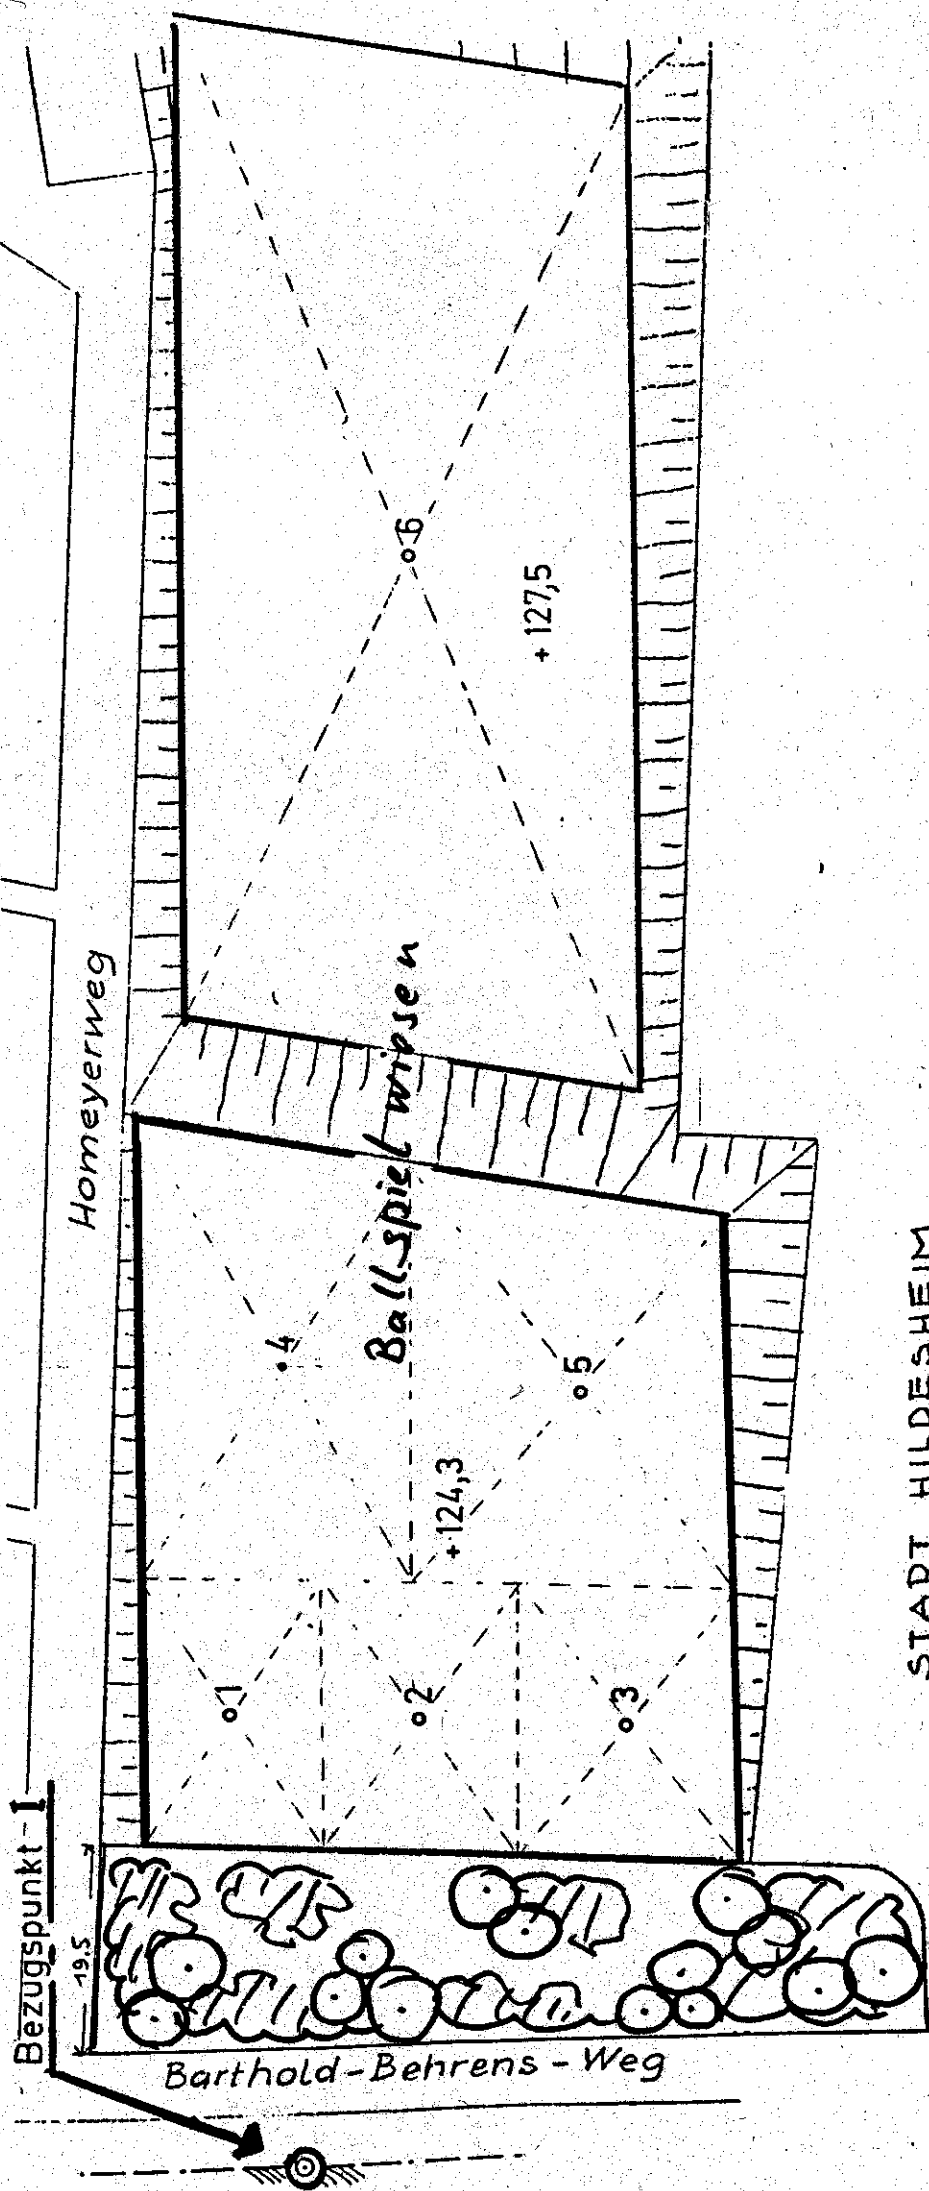 Bezugspunkt-I
19.5
Barthold-Behrens-Weg
Homeyerweg
Ballspielwiesen
1
2
3
4
5
6
+124,3
+127,5
STADT HILDESHEIM